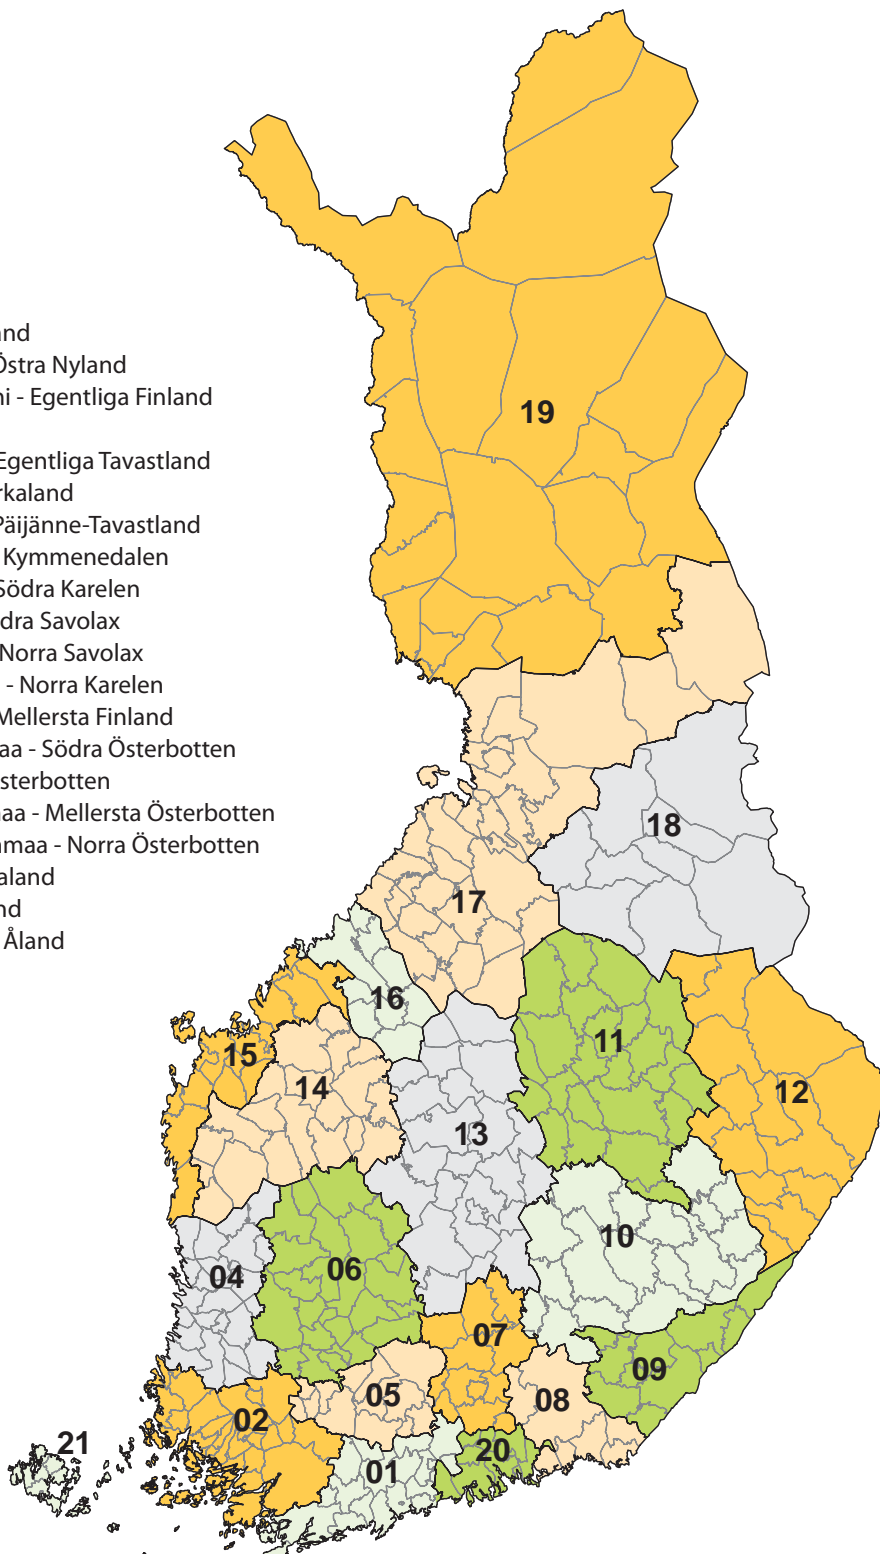 and
Östra Nyland
ni - Egentliga Finland
Egentliga Tavastland
rkaland
Päijänne-Tavastland
Kymmenedalen
Södra Karelen
dra Savolax
Norra Savolax
- Norra Karelen
Mellersta Finland
aa - Södra Österbotten
sterbotten
aa - Mellersta Österbotten
maa - Norra Österbotten
aland
nd
Åland
19
18
17
16
15
14
11
12
13
10
04
06
07
09
05
08
02
21
20
01